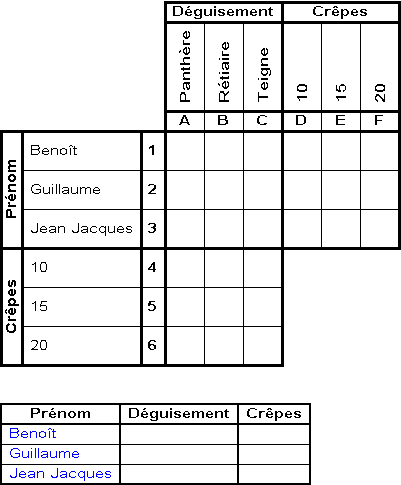 Déguisement Crêpes
Panthère Rétiaire Teigne 10 15 20
A B C D E F
Prénom
Benoît 1
Guillaume 2
Jean Jacques 3
Crêpes
10 4
15 5
20 6
Prénom Déguisement Crêpes
Benoît
Guillaume
Jean Jacques